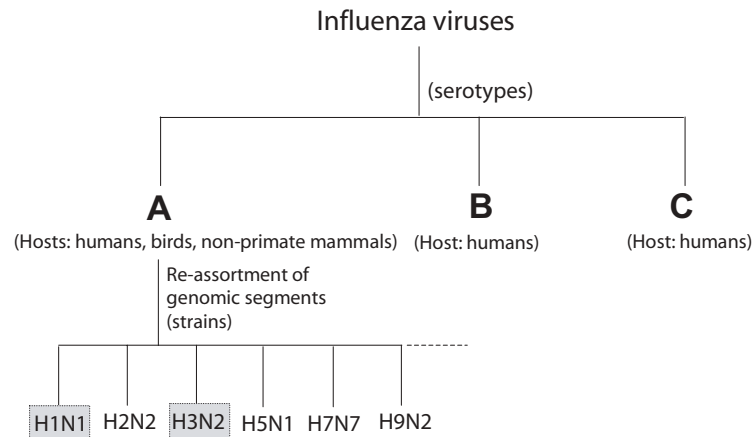 Influenza viruses
(serotypes)
A
B
C
(Hosts: humans, birds, non-primate mammals)
(Host: humans)
(Host: humans)
Re-assortment of
genomic segments
(strains)
H1N1 H2N2 H3N2 H5N1 H7N7 H9N2